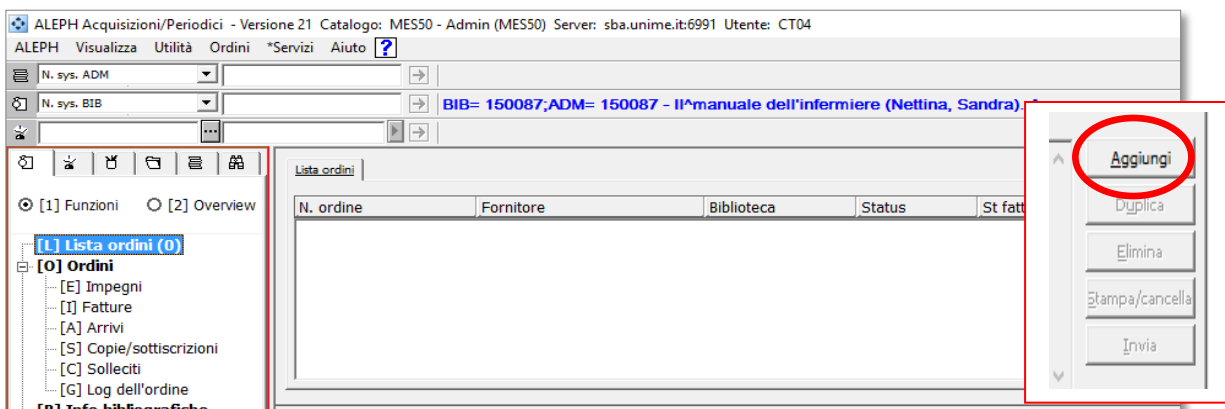 ALEPH Acquisizioni/Periodici - Versione 21 Catalogo: MES50 - Admin (MES50) Server: sba.unime.it:6991 Utente: CT04
ALEPH Visualizza Utilità Ordini *Servizi Aiuto ?
N. sys. ADM
N. sys. BIB BIB= 150087;ADM= 150087 - Il^manuale dell'infermiere (Nettina, Sandra).
Lista ordini
[1] Funzioni [2] Overview
N. ordine Fornitore Biblioteca Status St fatt
[L] Lista ordini (0)
[O] Ordini
[E] Impegni
[I] Fatture
[A] Arrivi
[S] Copie/sottiscrizioni
[C] Solleciti
[G] Log dell'ordine
Aggiungi
Duplica
Elimina
Stampa/cancella
Invia